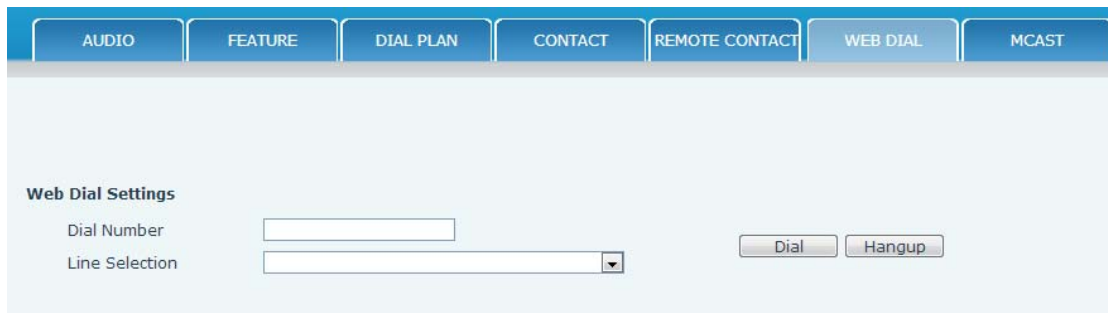 AUDIO FEATURE DIAL PLAN CONTACT REMOTE CONTACT WEB DIAL MCAST
Web Dial Settings
Dial Number
Dial Hangup
Line Selection